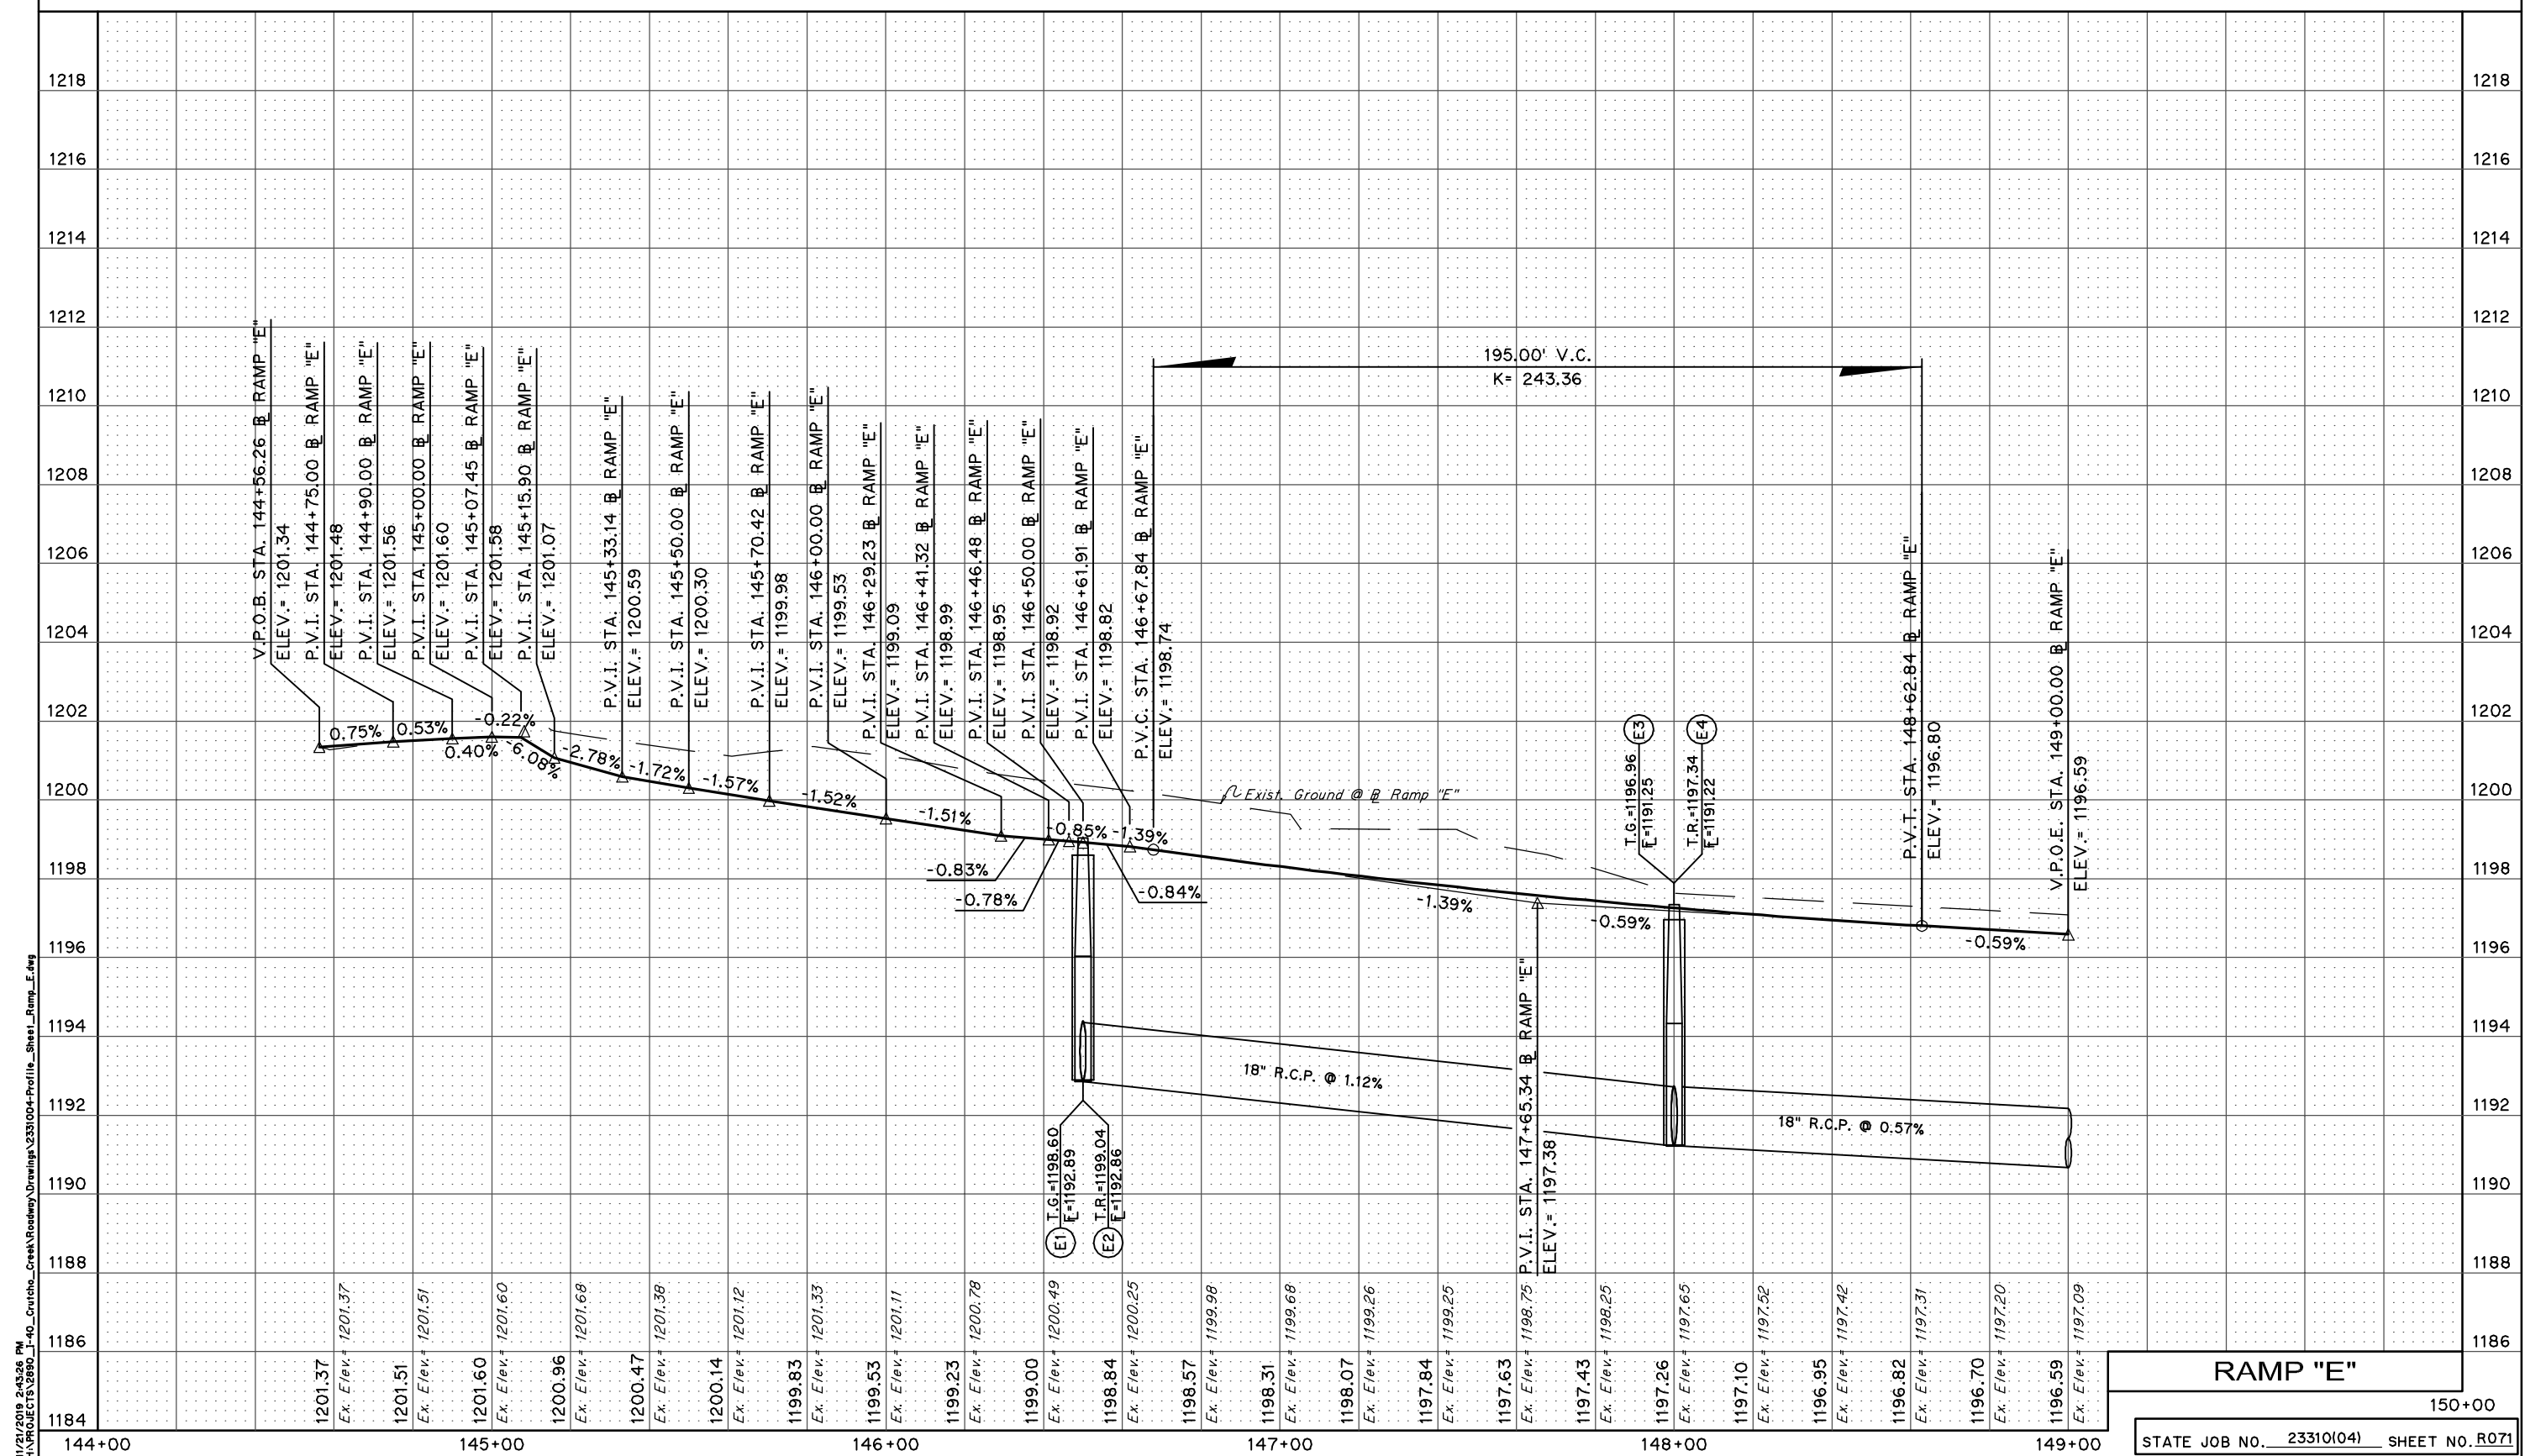 1218
1216
1214
1212
1210
1208
1206
1204
1202
1200
1198
1196
1194
1192
1190
1188
1186
1184
V.P.O.B. STA. 144+56.26 B RAMP "E"
ELEV.= 1201.34
P.V.I. STA. 144+75.00 B RAMP "E"
ELEV.= 1201.48
P.V.I. STA. 144+90.00 B RAMP "E"
ELEV.= 1201.56
P.V.I. STA. 145+00.00 B RAMP "E"
ELEV.= 1201.60
P.V.I. STA. 145+07.45 B RAMP "E"
ELEV.= 1201.58
P.V.I. STA. 145+15.90 B RAMP "E"
ELEV.= 1201.07
P.V.I. STA. 145+33.14 B RAMP "E"
ELEV.= 1200.59
P.V.I. STA. 145+50.00 B RAMP "E"
ELEV.= 1200.30
P.V.I. STA. 145+70.42 B RAMP "E"
ELEV.= 1199.98
P.V.I. STA. 146+00.00 B RAMP "E"
ELEV.= 1199.53
P.V.I. STA. 146+29.23 B RAMP "E"
ELEV.= 1199.09
P.V.I. STA. 146+41.32 B RAMP "E"
ELEV.= 1198.99
P.V.I. STA. 146+46.48 B RAMP "E"
ELEV.= 1198.95
P.V.I. STA. 146+50.00 B RAMP "E"
ELEV.= 1198.92
P.V.I. STA. 146+61.91 B RAMP "E"
ELEV.= 1198.82
P.V.C. STA. 146+67.84 B RAMP "E"
ELEV.= 1198.74
195.00' V.C.
K= 243.36
P.V.T. STA. 148+62.84 B RAMP "E"
ELEV.= 1196.80
V.P.O.E. STA. 149+00.00 B RAMP "E"
ELEV.= 1196.59
0.75%
0.53%
0.40%
-0.22%
-6.08%
-2.78%
-1.72%
-1.57%
-1.52%
-1.51%
-0.83%
-0.78%
-0.85%
-0.84%
-1.39%
Exist. Ground @ B Ramp "E"
-1.39%
-0.59%
-0.59%
E3
T.G.=1196.96
F=1191.25
E4
T.R.=1197.34
F=1191.22
P.V.I. STA. 147+65.34 B RAMP "E"
ELEV.= 1197.38
18" R.C.P. @ 1.12%
18" R.C.P. @ 0.57%
T.G.=1198.60
F=1192.89
E1
T.R.=1199.04
F=1192.86
E2
1201.37
Ex. Elev.= 1201.37
1201.51
Ex. Elev.= 1201.51
1201.60
Ex. Elev.= 1201.60
1200.96
Ex. Elev.= 1201.68
1200.47
Ex. Elev.= 1201.38
1200.14
Ex. Elev.= 1201.12
1199.83
Ex. Elev.= 1201.33
1199.53
Ex. Elev.= 1201.11
1199.23
Ex. Elev.= 1200.78
1199.00
Ex. Elev.= 1200.49
1198.84
Ex. Elev.= 1200.25
1198.57
Ex. Elev.= 1199.98
1198.31
Ex. Elev.= 1199.68
1198.07
Ex. Elev.= 1199.26
1197.84
Ex. Elev.= 1199.25
1197.63
Ex. Elev.= 1198.75
1197.43
Ex. Elev.= 1198.25
1197.26
Ex. Elev.= 1197.65
1197.10
Ex. Elev.= 1197.52
1196.95
Ex. Elev.= 1197.42
1196.82
Ex. Elev.= 1197.31
1196.70
Ex. Elev.= 1197.20
1196.59
Ex. Elev.= 1197.09
144+00
145+00
146+00
147+00
148+00
149+00
150+00
1218
1216
1214
1212
1210
1208
1206
1204
1202
1200
1198
1196
1194
1192
1190
1188
1186
RAMP "E"
STATE JOB NO. 23310(04) SHEET NO. R071
2:43:26 PM